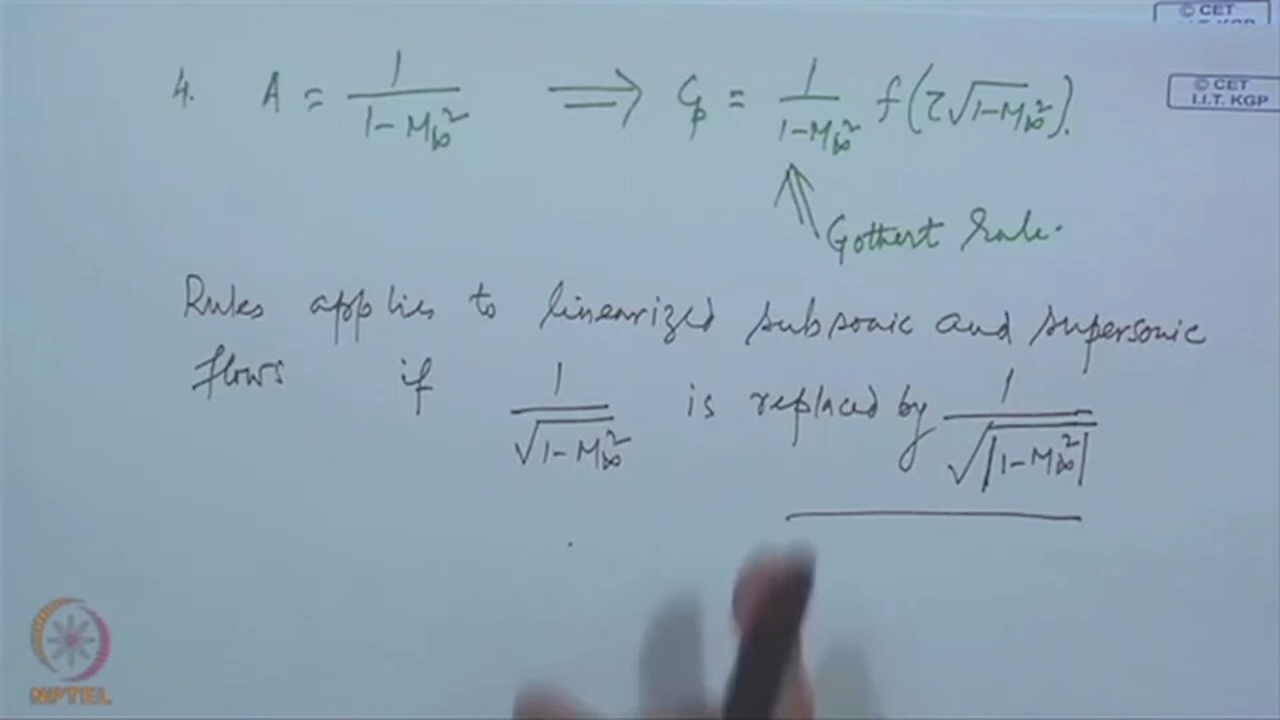 © CET
I.I.T. KGP
4. A = 1/(1-M∞²) ⟹ Cp = 1/(1-M∞²) f(τ√(1-M∞²)).
© CET
I.I.T. KGP
Gothert Rule.
Rules applies to linearized subsonic and supersonic
flows if 1/√(1-M∞²) is replaced by 1/√|1-M∞²|
NPTEL